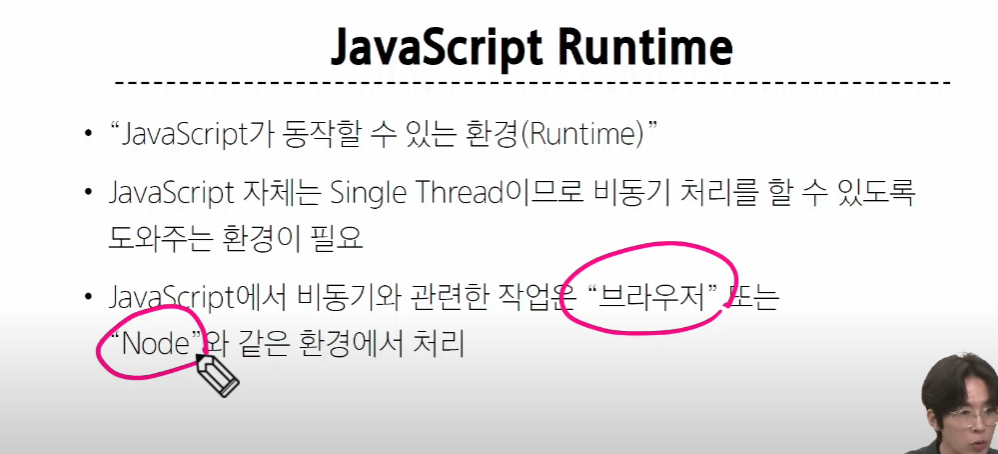 JavaScript Runtime
• “JavaScript가 동작할 수 있는 환경(Runtime)”
• JavaScript 자체는 Single Thread이므로 비동기 처리를 할 수 있도록
도와주는 환경이 필요
• JavaScript에서 비동기와 관련한 작업은 “브라우저” 또는
“Node”와 같은 환경에서 처리